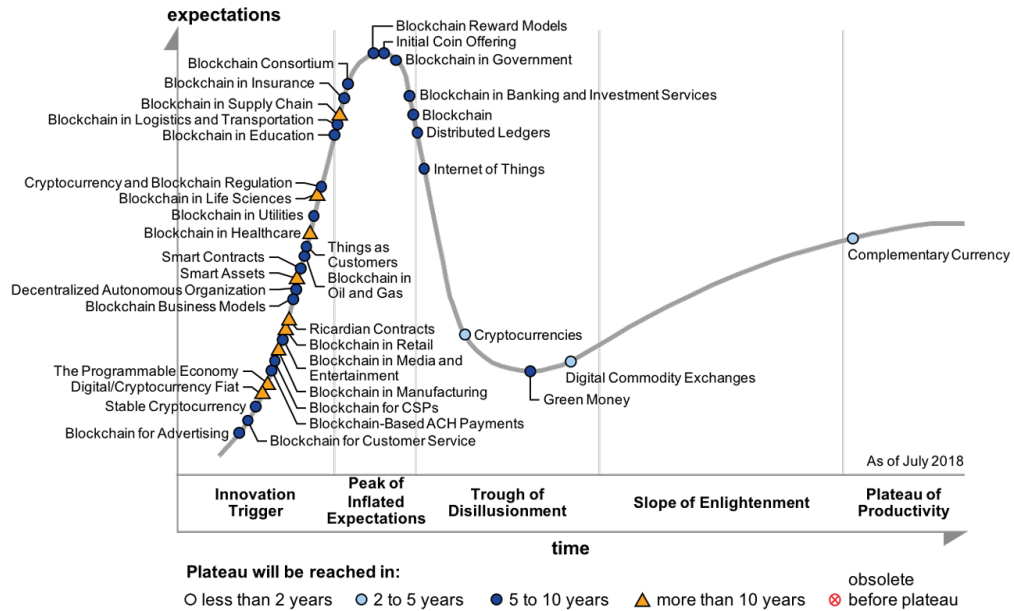 expectations
Blockchain Reward Models
Initial Coin Offering
Blockchain in Government
Blockchain Consortium
Blockchain in Insurance
Blockchain in Supply Chain
Blockchain in Logistics and Transportation
Blockchain in Education
Blockchain in Banking and Investment Services
Blockchain
Distributed Ledgers
Internet of Things
Cryptocurrency and Blockchain Regulation
Blockchain in Life Sciences
Blockchain in Utilities
Blockchain in Healthcare
Things as
Customers
Smart Contracts
Smart Assets
Blockchain in
Oil and Gas
Decentralized Autonomous Organization
Blockchain Business Models
Ricardian Contracts
Blockchain in Retail
Blockchain in Media and
Entertainment
Blockchain in Manufacturing
Blockchain for CSPs
Blockchain-Based ACH Payments
Blockchain for Customer Service
The Programmable Economy
Digital/Cryptocurrency Fiat
Stable Cryptocurrency
Blockchain for Advertising
Cryptocurrencies
Digital Commodity Exchanges
Green Money
Complementary Currency
As of July 2018
Innovation
Trigger
Peak of
Inflated
Expectations
Trough of
Disillusionment
Slope of Enlightenment
Plateau of
Productivity
time
Plateau will be reached in:
less than 2 years
2 to 5 years
5 to 10 years
more than 10 years
obsolete
before plateau